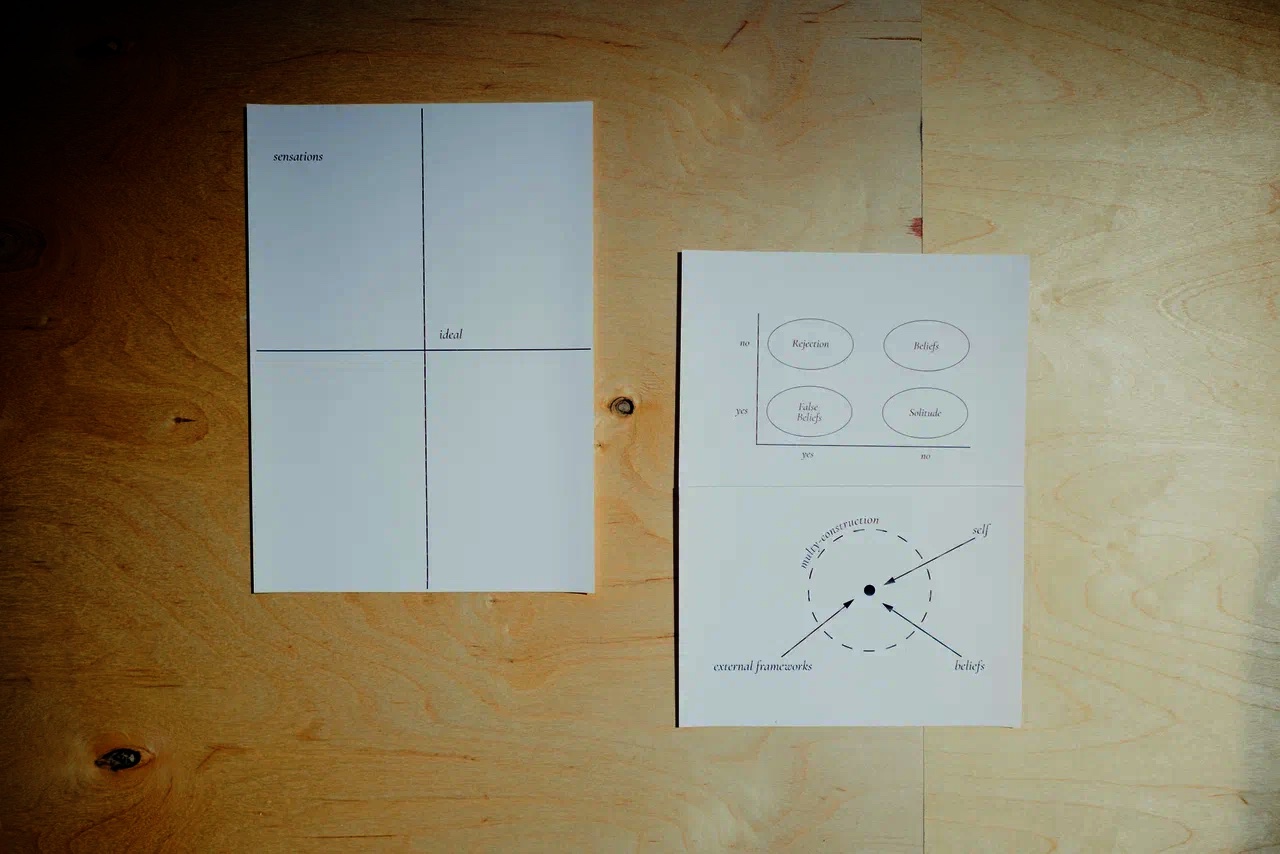 sensations
ideal
no
Rejection
Beliefs
yes
False
Beliefs
Solitude
yes
no
multy-construction
self
external frameworks
beliefs